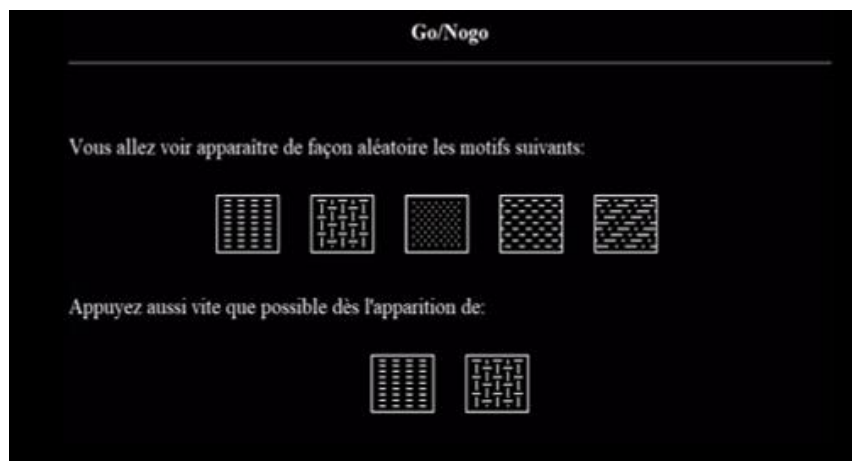 Go/Nogo
Vous allez voir apparaître de façon aléatoire les motifs suivants:
Appuyez aussi vite que possible dès l'apparition de: